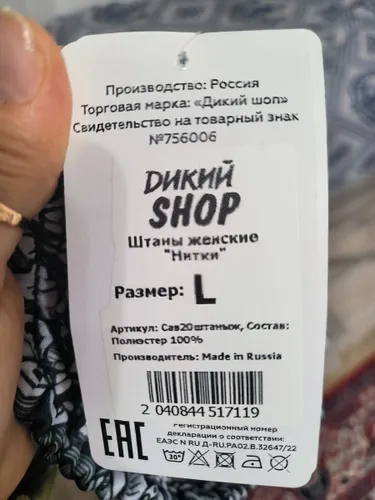 Производство: Россия
Торговая марка: «Дикий шоп»
Свидетельство на товарный знак
№756006
ДИКИЙ
SHOP
Штаны женские
"Нитки"
Размер: L
Артикул: Сав20штаныж, Состав:
Полиэстер 100%
Производитель: Made in Russia
2 040844 517119
Регистрационный номер
декларации о соответствии:
ЕАЭС N RU Д-RU.РА02.В.32647/22
EAC
30°